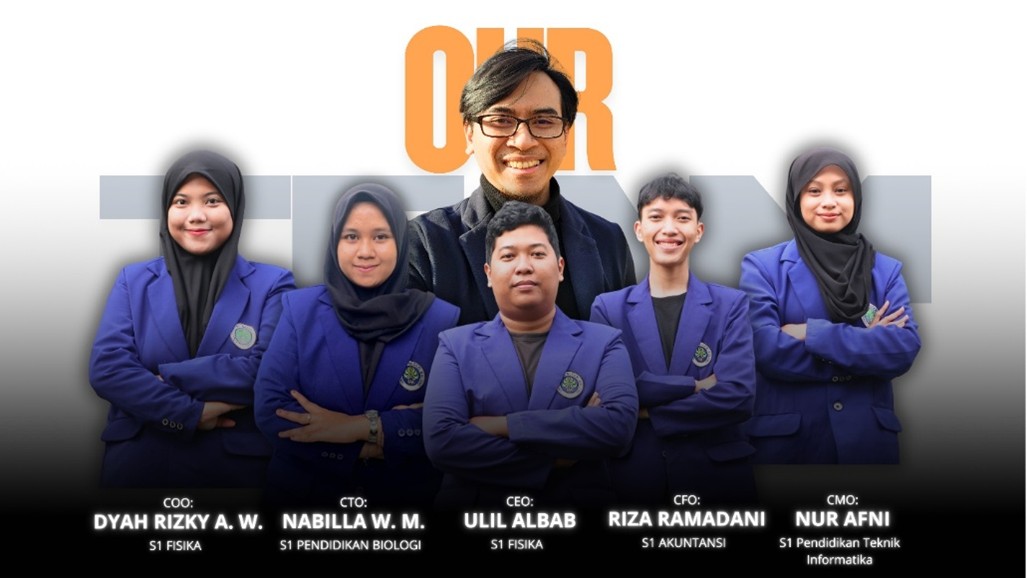 OUR
TEAM
COO:
DYAH RIZKY A. W.
S1 FISIKA
CTO:
NABILLA W. M.
S1 PENDIDIKAN BIOLOGI
CEO:
ULIL ALBAB
S1 FISIKA
CFO:
RIZA RAMADANI
S1 AKUNTANSI
CMO:
NUR AFNI
S1 Pendidikan Teknik
Informatika